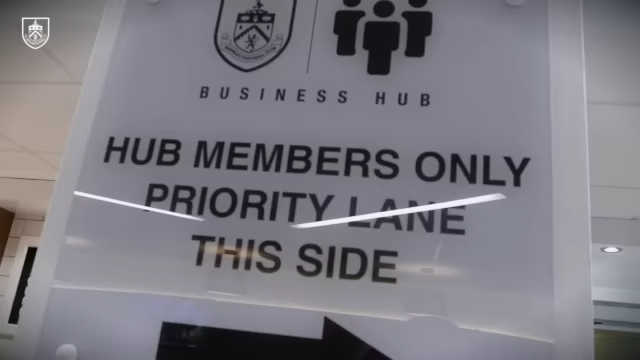 BUSINESS HUB
HUB MEMBERS ONLY
PRIORITY LANE
THIS SIDE